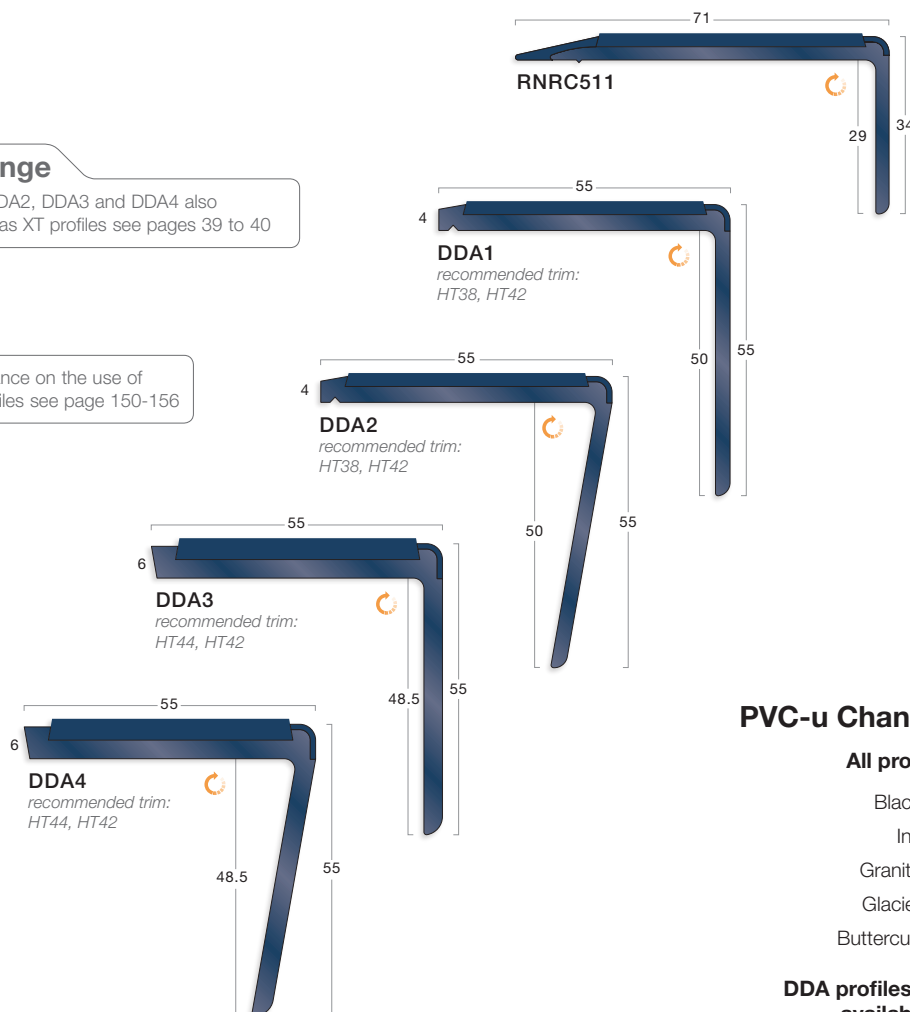 71
RNRC511
29
34
nge
DA2, DDA3 and DDA4 also
as XT profiles see pages 39 to 40
55
4
DDA1
recommended trim:
HT38, HT42
50
55
nce on the use of
iles see page 150-156
55
4
DDA2
recommended trim:
HT38, HT42
50
55
55
6
DDA3
recommended trim:
HT44, HT42
48.5
55
55
6
DDA4
recommended trim:
HT44, HT42
48.5
55
PVC-u Chan
All pro
Blac
In
Granit
Glacie
Buttercu
DDA profiles
availab